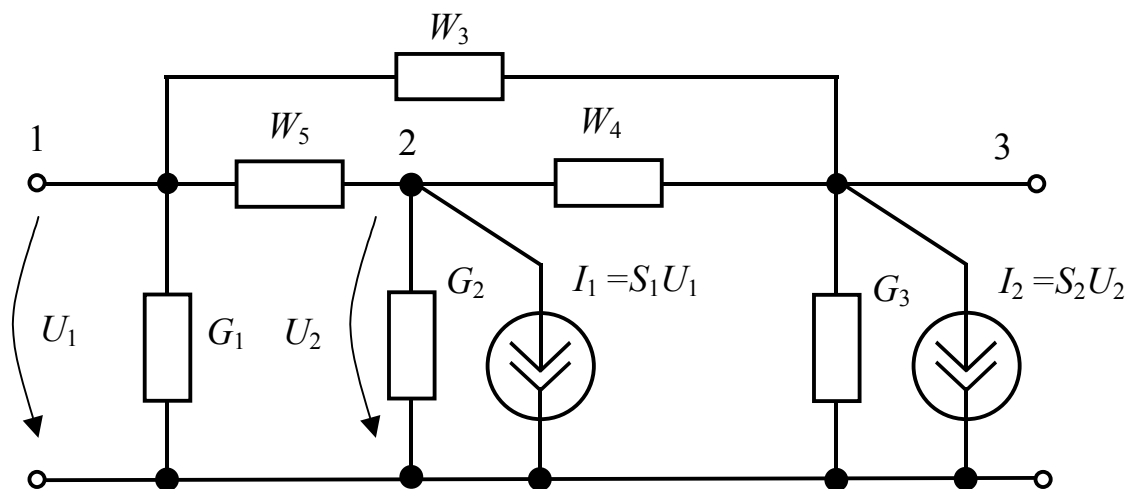 W₃
W₅
W₄
1
2
3
G₂
I₁ =S₁U₁
G₃
I₂ =S₂U₂
U₁
G₁
U₂